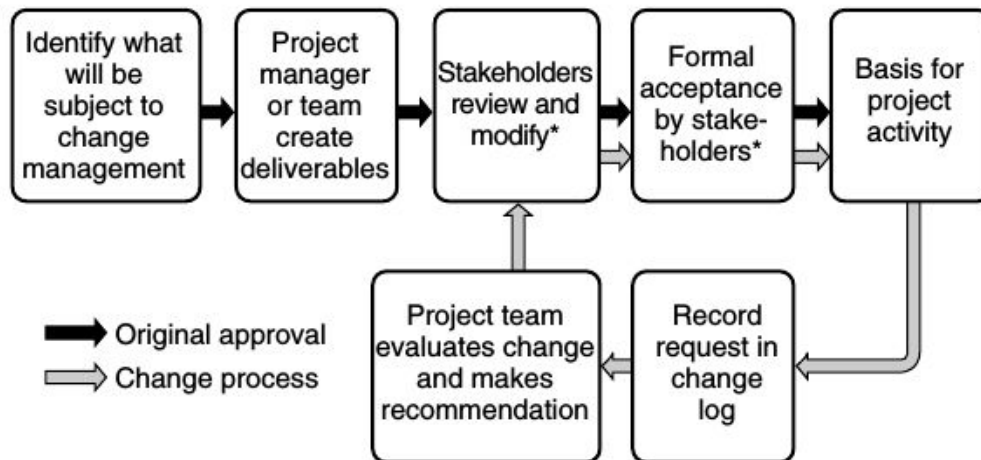 Identify what
will be
subject to
change
management
Project
manager
or team
create
deliverables
Stakeholders
review and
modify*
Formal
acceptance
by stake-
holders*
Basis for
project
activity
Project team
evaluates change
and makes
recommendation
Record
request in
change
log
Original approval
Change process